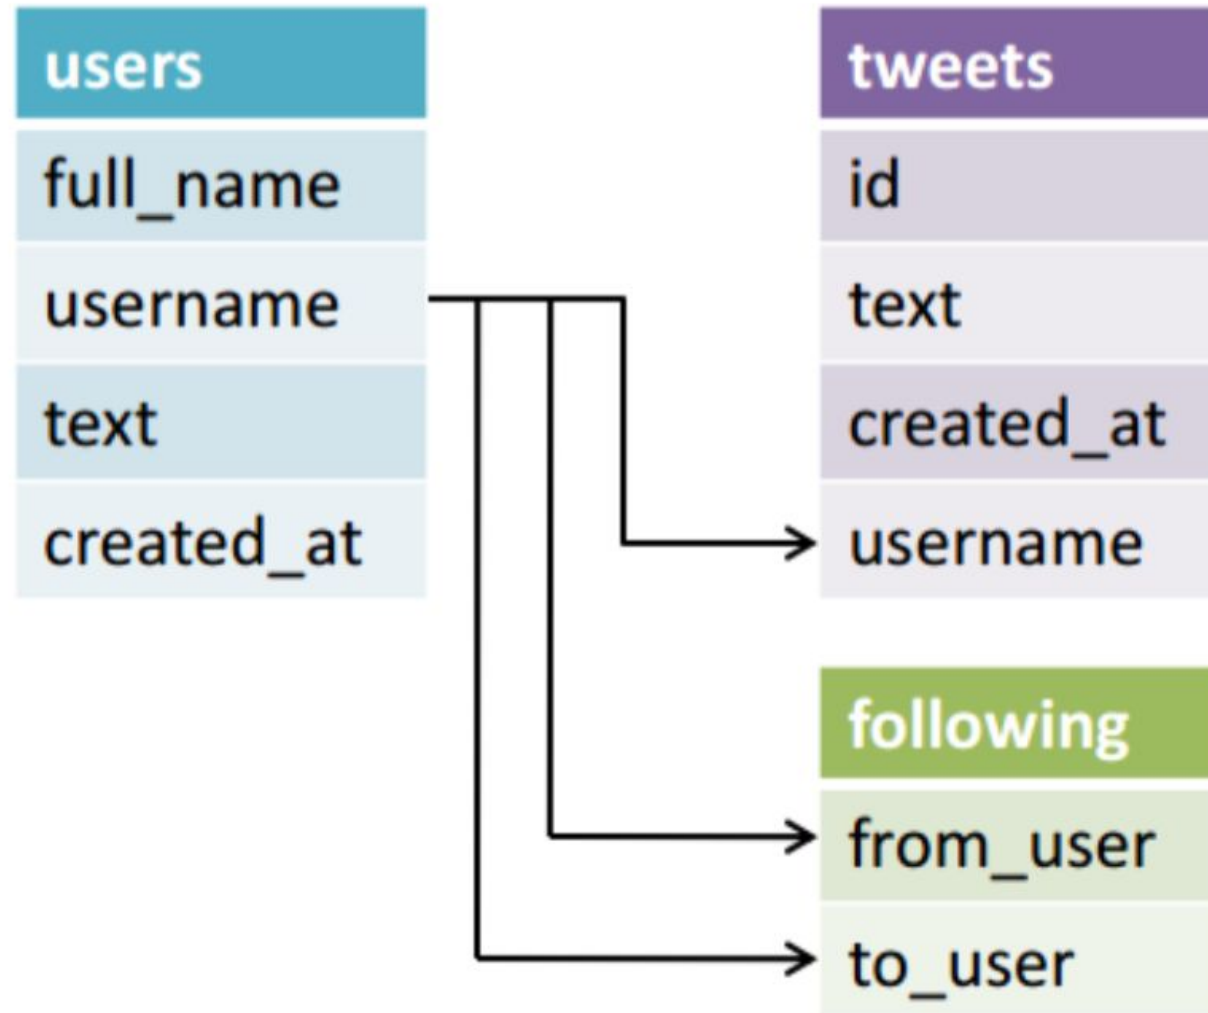 users
full_name
username
text
created_at
tweets
id
text
created_at
username
following
from_user
to_user